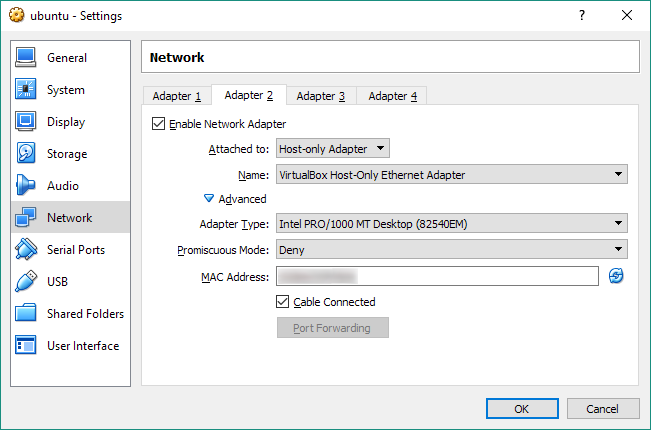 ubuntu - Settings
?
General
System
Display
Storage
Audio
Network
Serial Ports
USB
Shared Folders
User Interface
Network
Adapter 1 Adapter 2 Adapter 3 Adapter 4
Enable Network Adapter
Attached to: Host-only Adapter
Name: VirtualBox Host-Only Ethernet Adapter
Advanced
Adapter Type: Intel PRO/1000 MT Desktop (82540EM)
Promiscuous Mode: Deny
MAC Address:
Cable Connected
Port Forwarding
OK Cancel